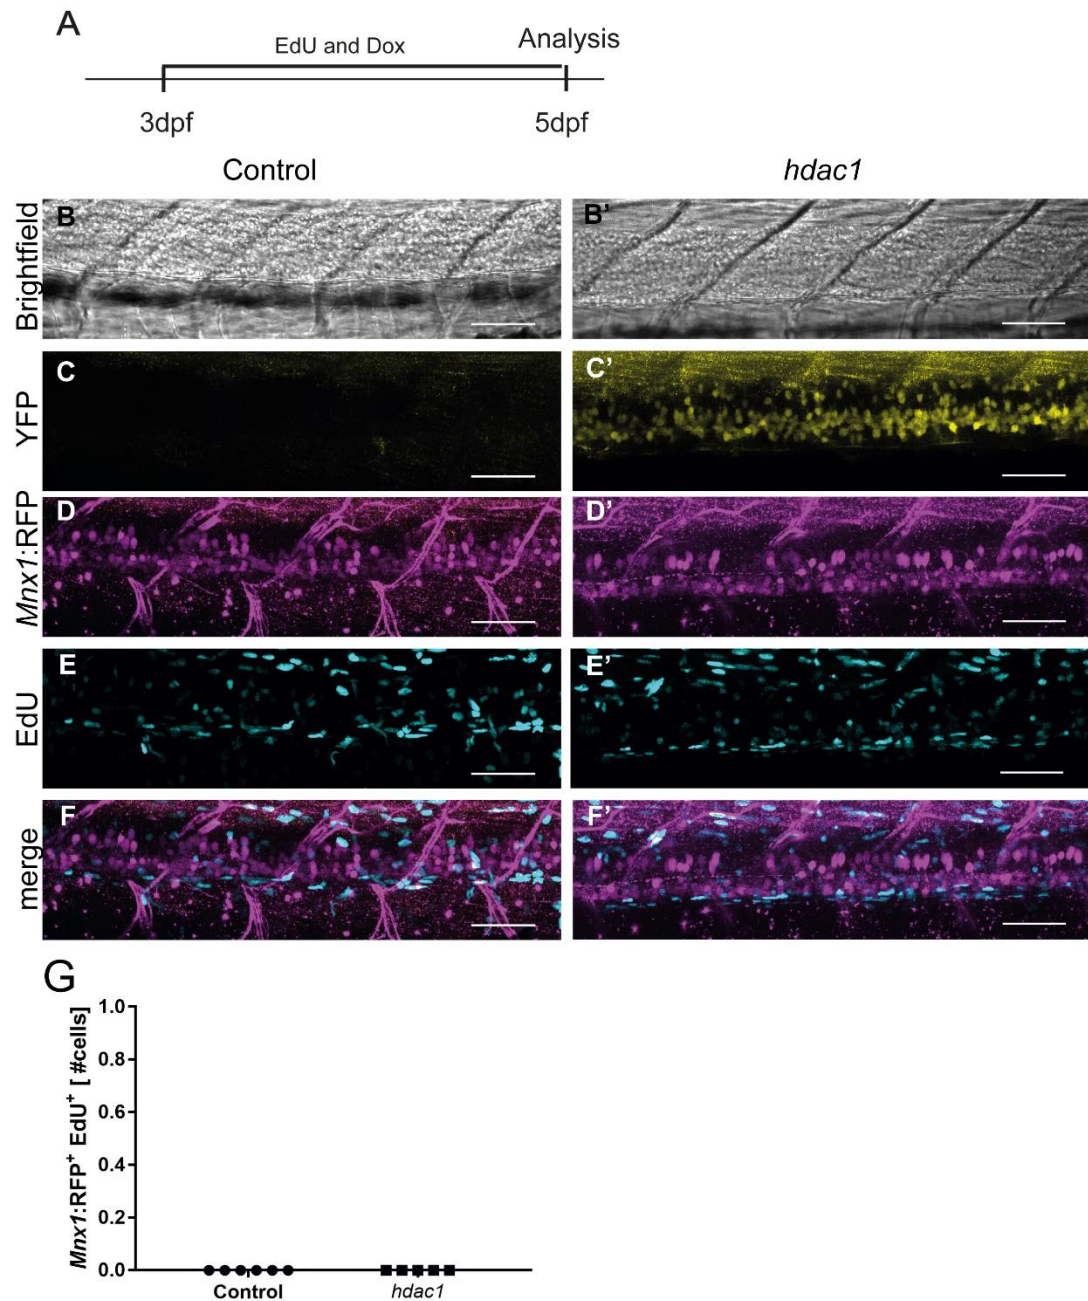 A
EdU and Dox
Analysis
3dpf
5dpf
Control
hdac1
Brightfield
B
B'
YFP
C
C'
Mnx1:RFP
D
D'
EdU
E
E'
merge
F
F'
G
Mnx1:RFP+ EdU+ [ #cells]
1.0
0.8
0.6
0.4
0.2
0.0
Control
hdac1